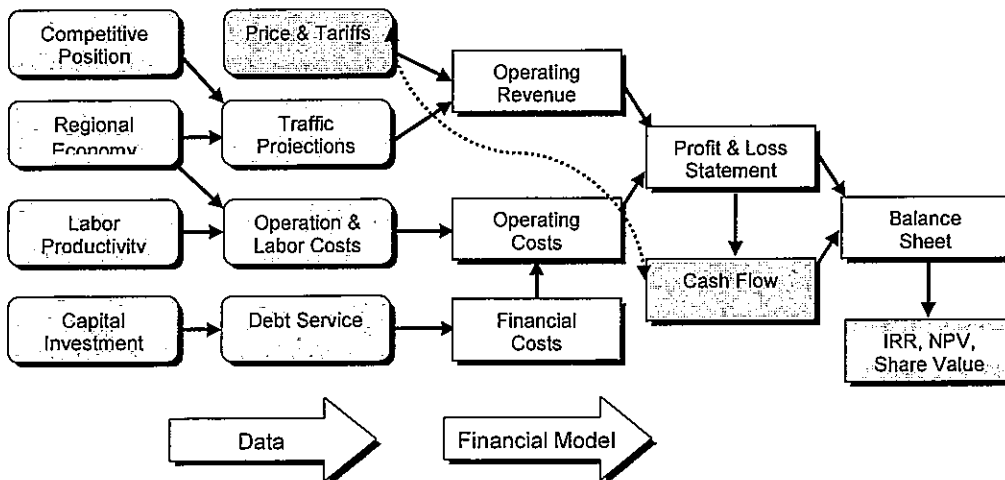 Competitive
Position
Price & Tariffs
Operating
Revenue
Regional
Economy
Traffic
Projections
Profit & Loss
Statement
Labor
Productivity
Operation &
Labor Costs
Operating
Costs
Balance
Sheet
Cash Flow
Capital
Investment
Debt Service
Financial
Costs
IRR, NPV,
Share Value
Data
Financial Model